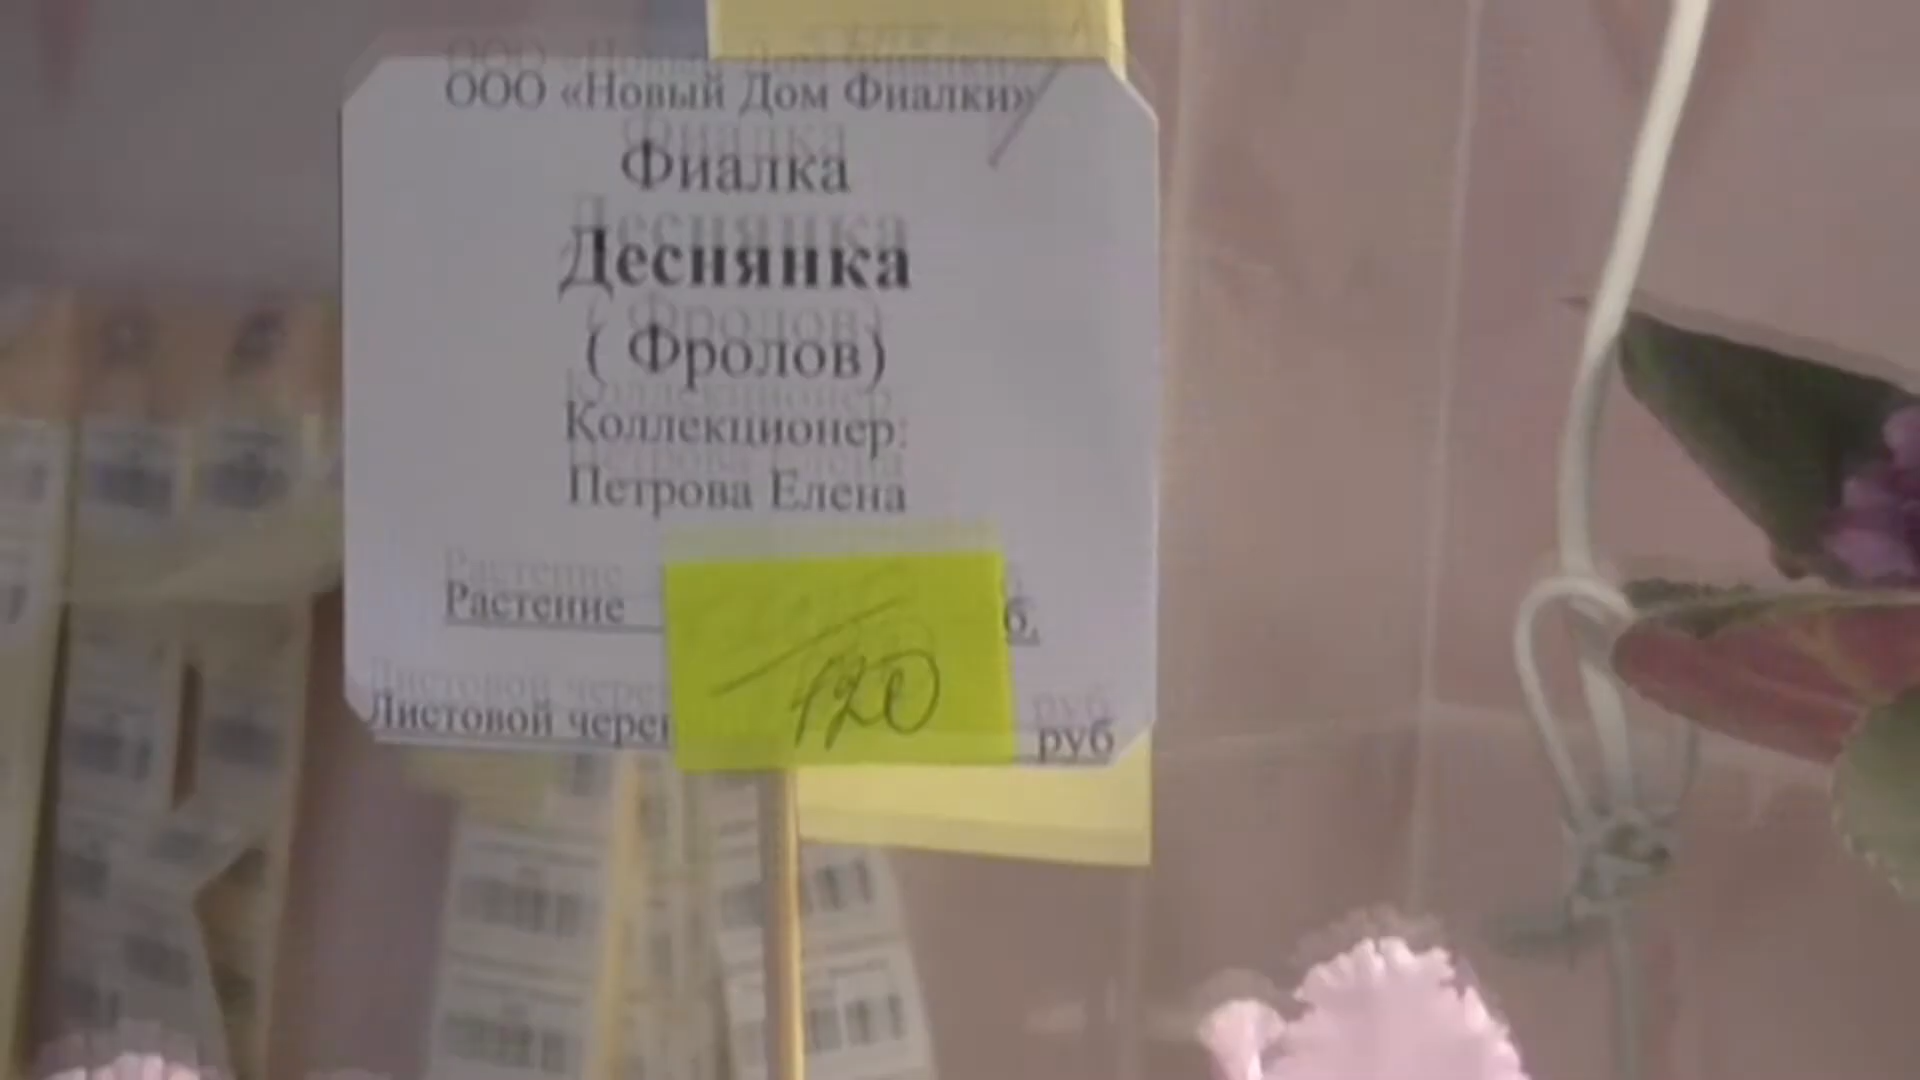 ООО «Новый Дом Фиалки»
Фиалка
Деснянка
( Фролов)
Коллекционер:
Петрова Елена
Растение б.
120
Листовой черен руб